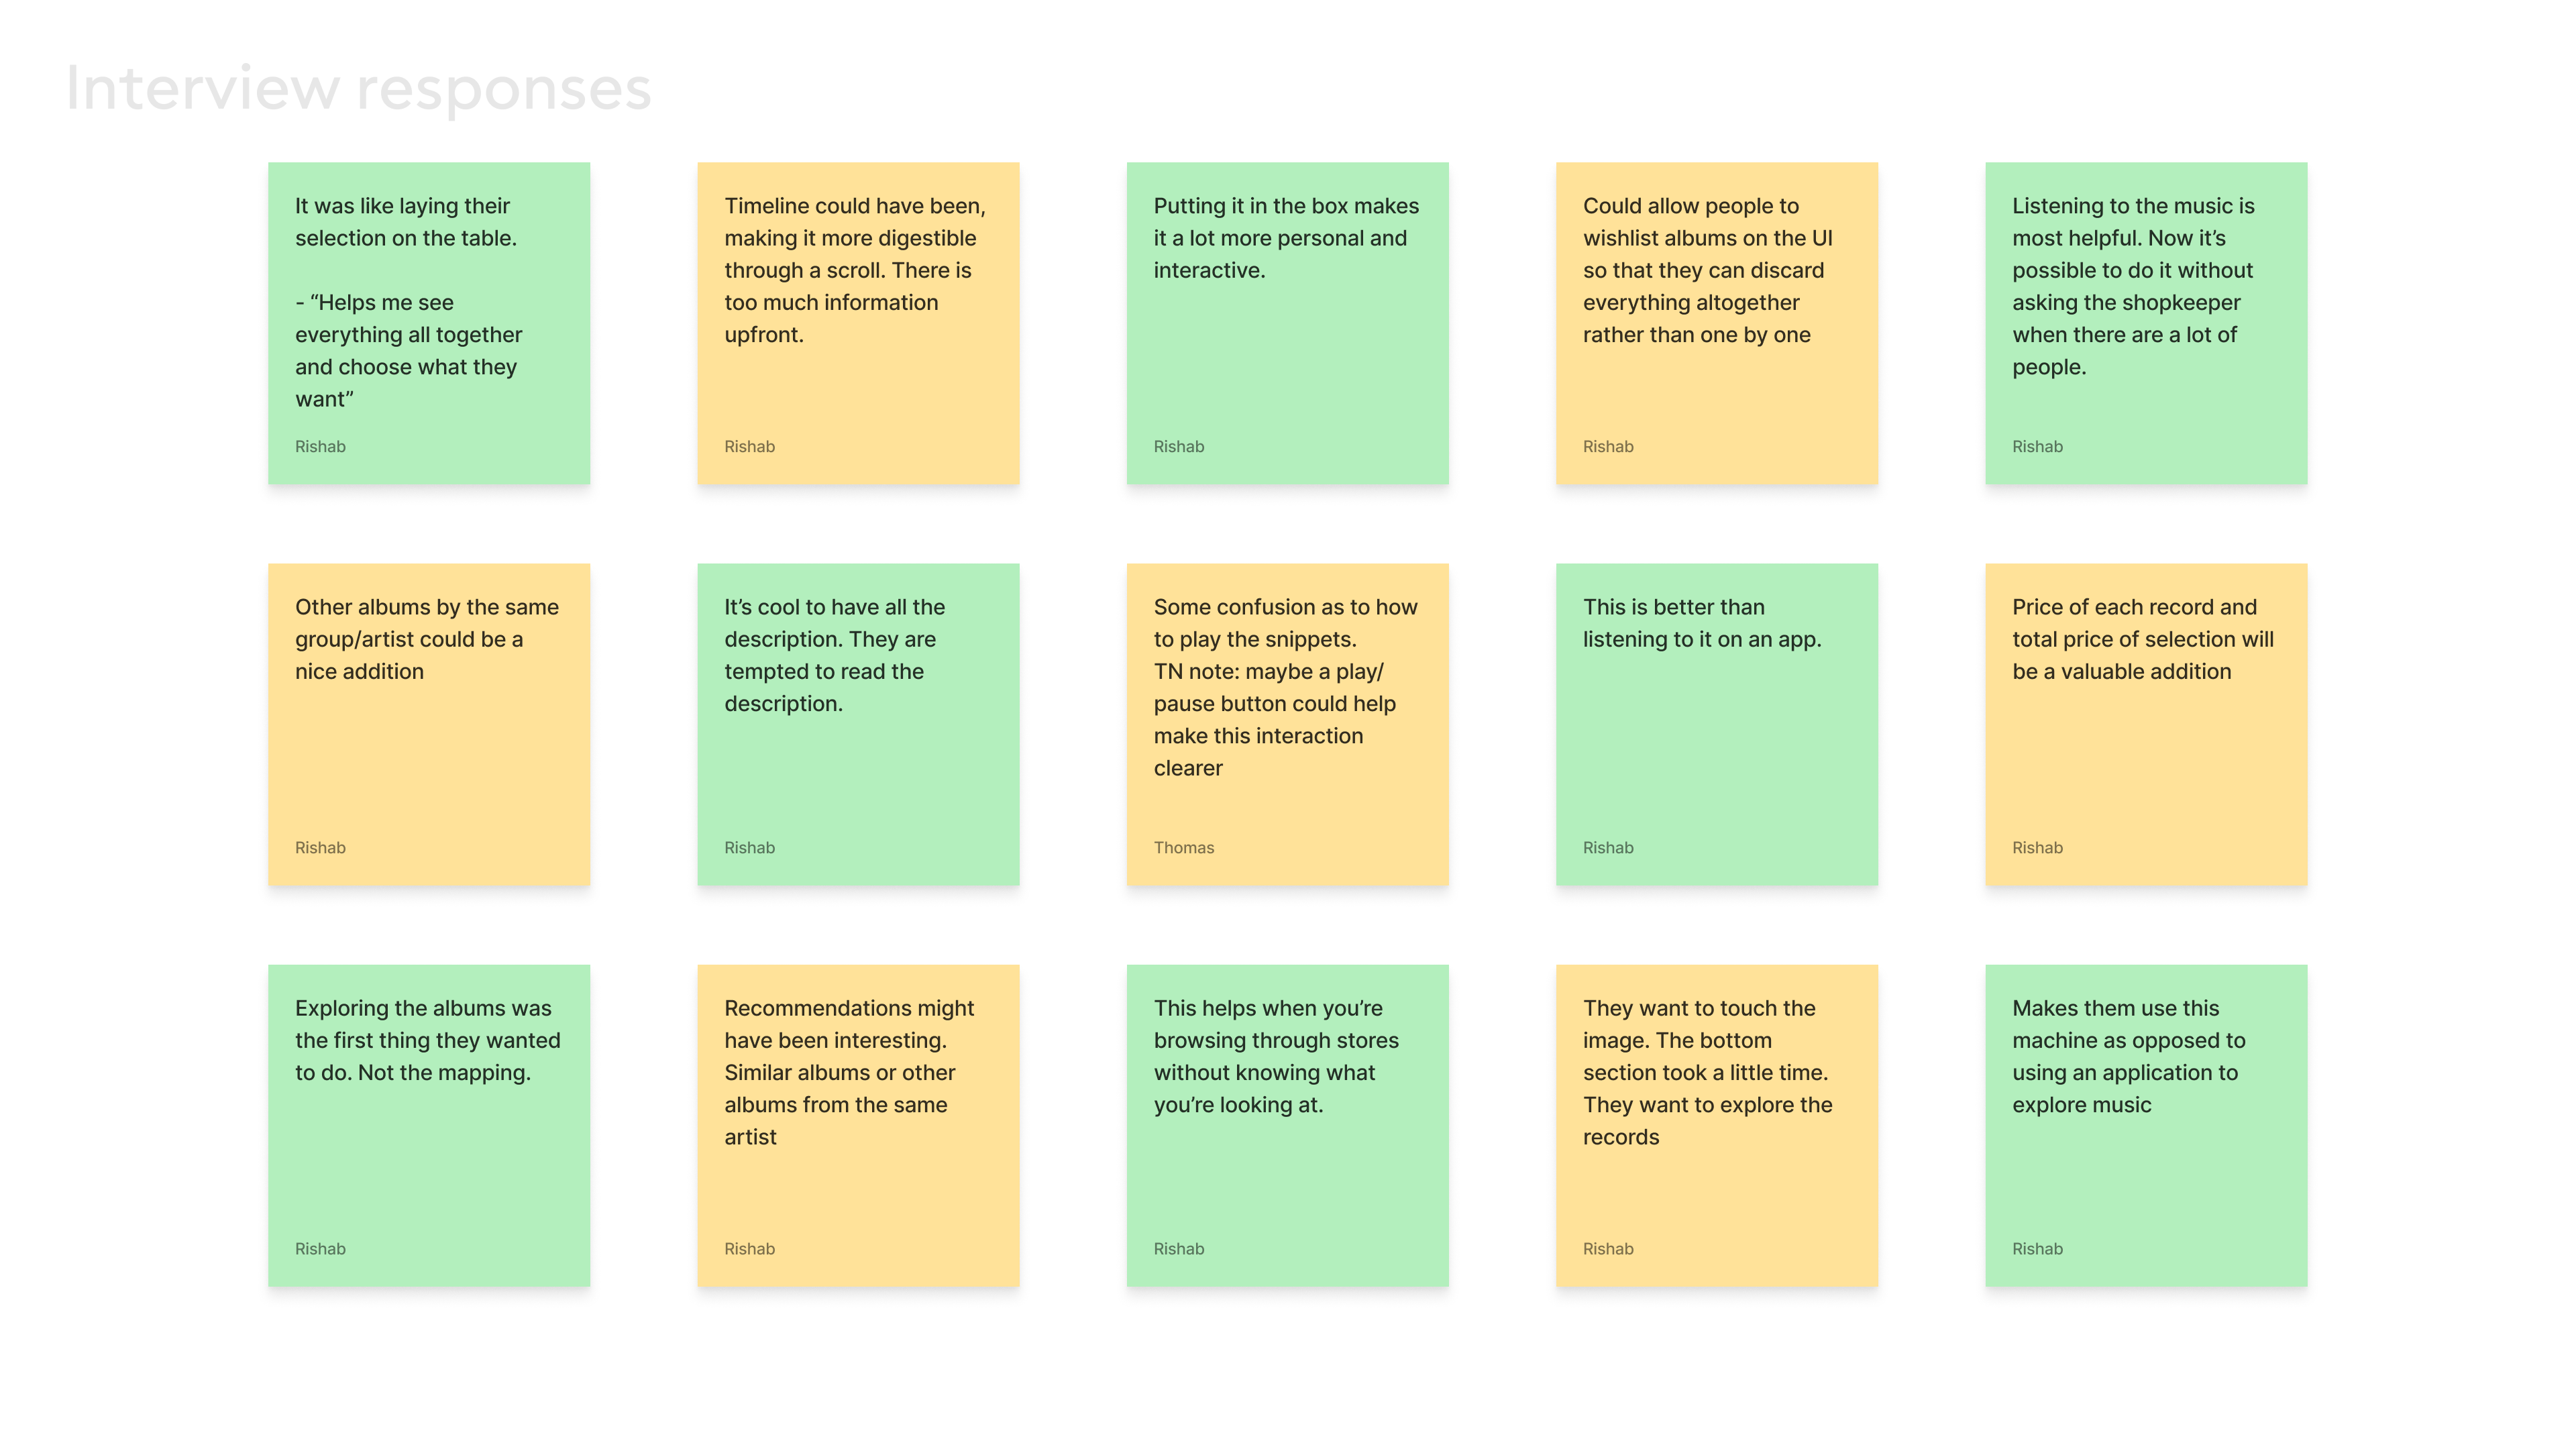 Interview responses
It was like laying their
selection on the table.
- “Helps me see
everything all together
and choose what they
want”
Rishab
Timeline could have been,
making it more digestible
through a scroll. There is
too much information
upfront.
Rishab
Putting it in the box makes
it a lot more personal and
interactive.
Rishab
Could allow people to
wishlist albums on the UI
so that they can discard
everything altogether
rather than one by one
Rishab
Listening to the music is
most helpful. Now it’s
possible to do it without
asking the shopkeeper
when there are a lot of
people.
Rishab
Other albums by the same
group/artist could be a
nice addition
Rishab
It’s cool to have all the
description. They are
tempted to read the
description.
Rishab
Some confusion as to how
to play the snippets.
TN note: maybe a play/
pause button could help
make this interaction
clearer
Thomas
This is better than
listening to it on an app.
Rishab
Price of each record and
total price of selection will
be a valuable addition
Rishab
Exploring the albums was
the first thing they wanted
to do. Not the mapping.
Rishab
Recommendations might
have been interesting.
Similar albums or other
albums from the same
artist
Rishab
This helps when you’re
browsing through stores
without knowing what
you’re looking at.
Rishab
They want to touch the
image. The bottom
section took a little time.
They want to explore the
records
Rishab
Makes them use this
machine as opposed to
using an application to
explore music
Rishab